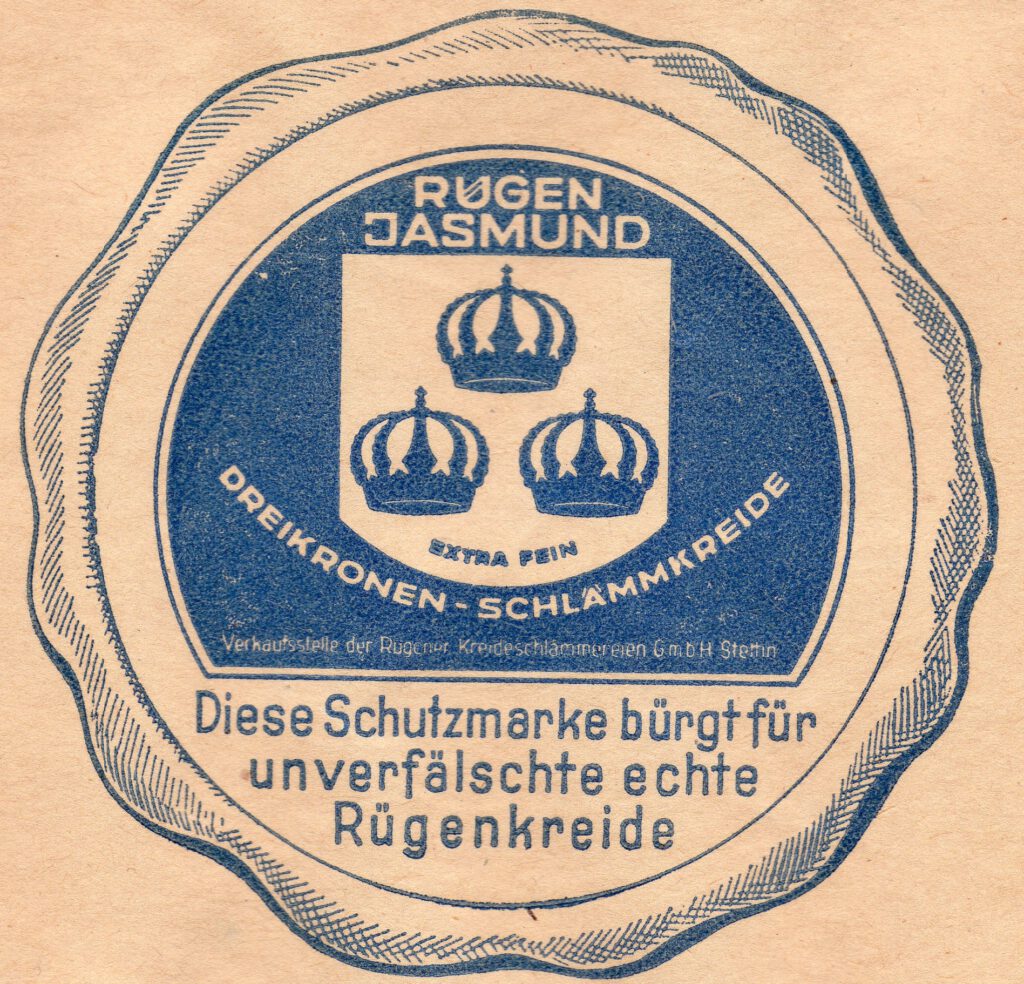 RÜGEN
JASMUND
EXTRA FEIN
DREIKRONEN - SCHLÄMMKREIDE
Verkaufsstelle der Rügener Kreideschlämmereien G.m.b.H. Stettin
Diese Schutzmarke bürgt für
unverfälschte echte
Rügenkreide